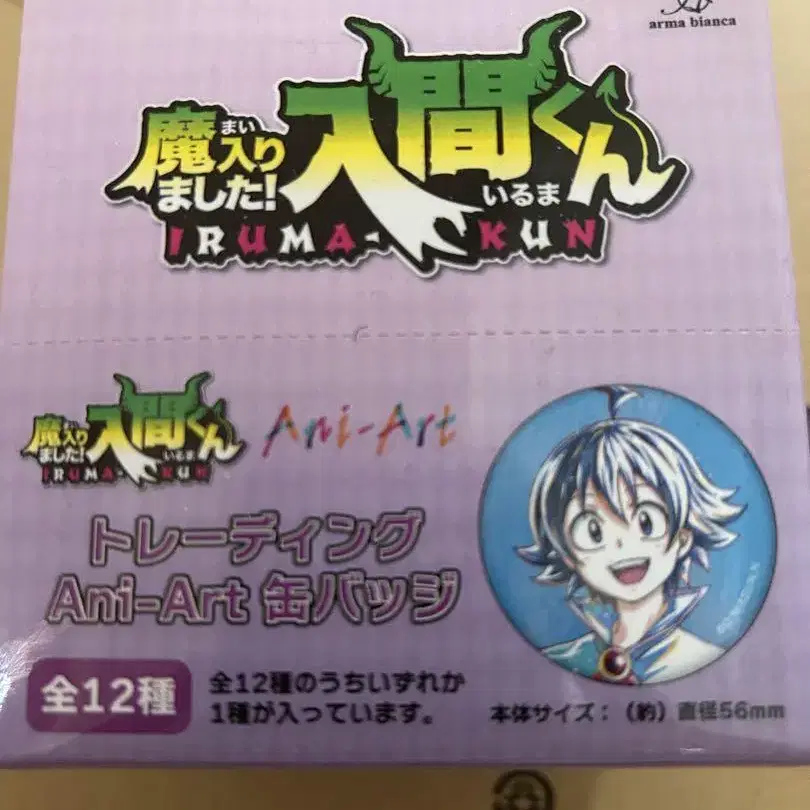 arma bianca
魔入り
まい
ました!
入間くん
いるま
IRUMA-KUN
魔入り
ました!
入間くん
いるま
IRUMA-KUN
Ani-Art
トレーディング
Ani-Art 缶バッジ
全12種
全12種のうちいずれか
1種が入っています。
本体サイズ：（約）直径56mm